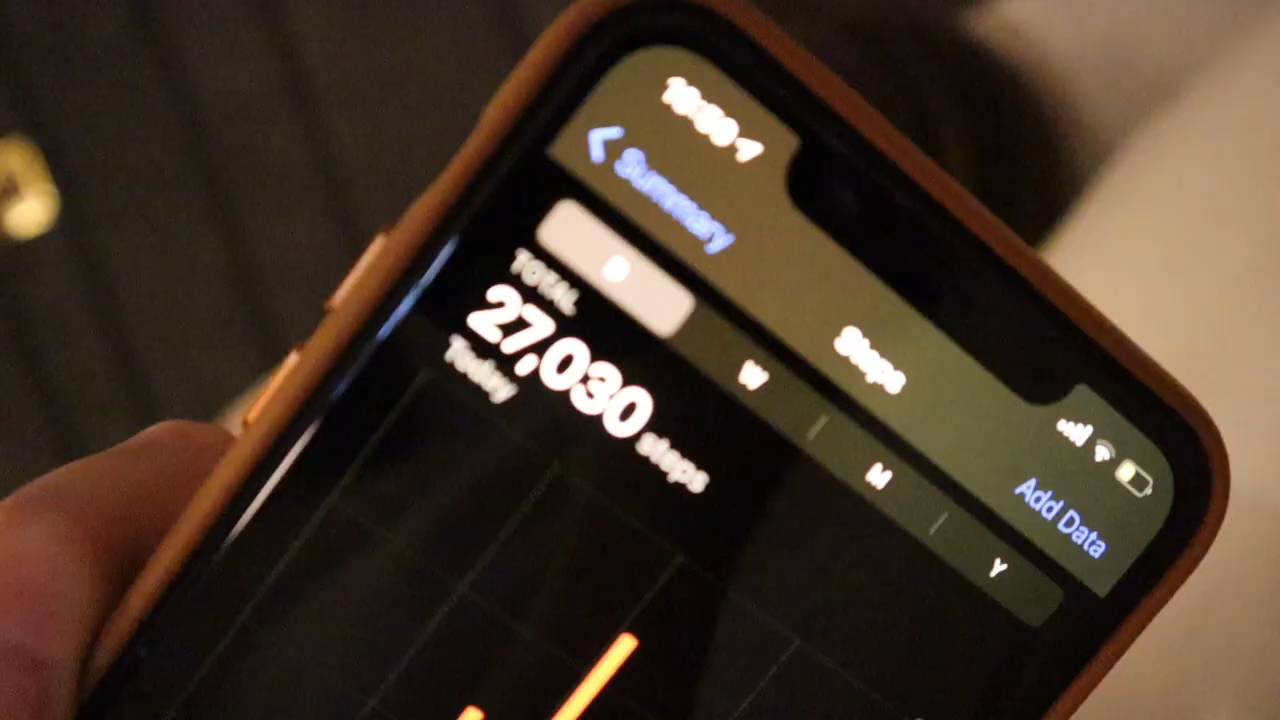 Summary
Steps
Add Data
D
W
M
Y
TOTAL
27,030 steps
Today